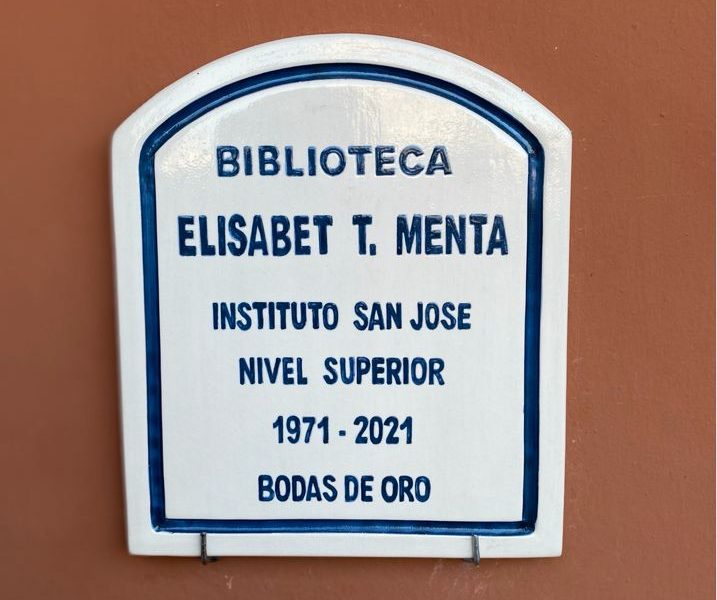 BIBLIOTECA
ELISABET T. MENTA
INSTITUTO SAN JOSE
NIVEL SUPERIOR
1971 - 2021
BODAS DE ORO